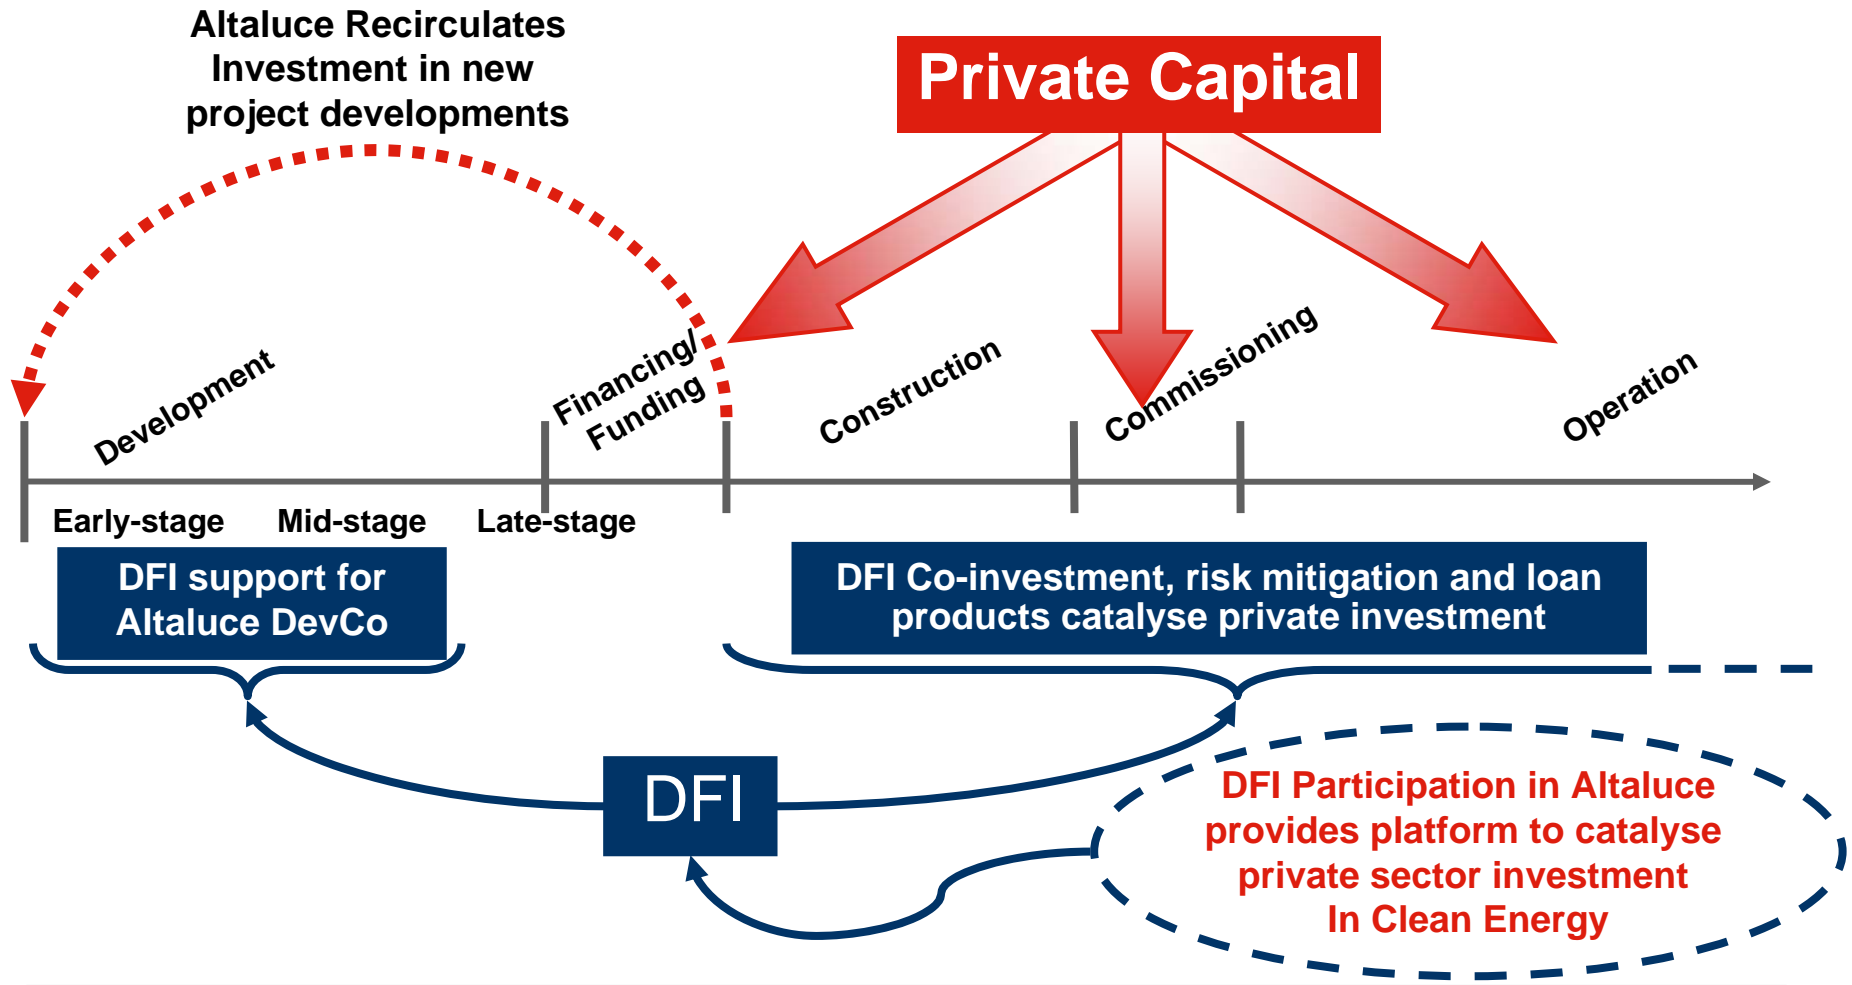 Altaluce Recirculates
Investment in new
project developments
Private Capital
Development
Financing/
Funding
Construction
Commissioning
Operation
Early-stage
Mid-stage
Late-stage
DFI support for
Altaluce DevCo
DFI Co-investment, risk mitigation and loan
products catalyse private investment
DFI
DFI Participation in Altaluce
provides platform to catalyse
private sector investment
In Clean Energy